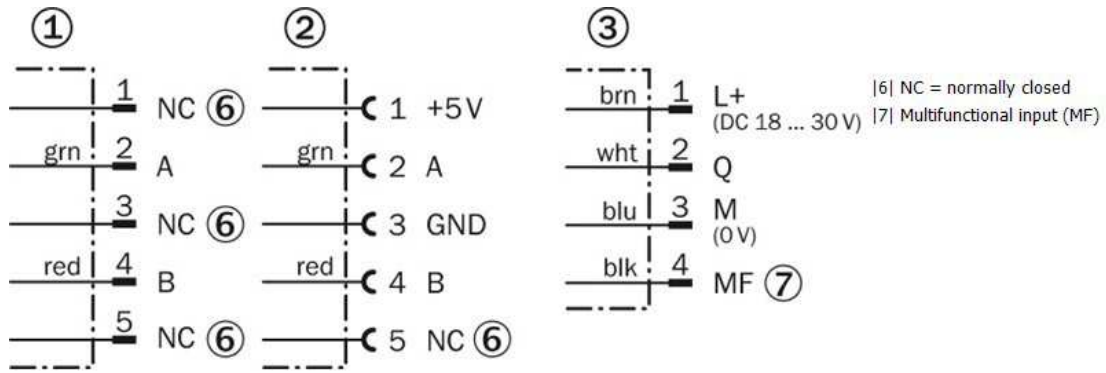 ①
1 NC ⑥
grn 2 A
3 NC ⑥
red 4 B
5 NC ⑥
②
1 +5V
grn 2 A
3 GND
red 4 B
5 NC ⑥
③
brn 1 L+
(DC 18 ... 30 V)
wht 2 Q
blu 3 M
(0 V)
blk 4 MF ⑦
|6| NC = normally closed
|7| Multifunctional input (MF)